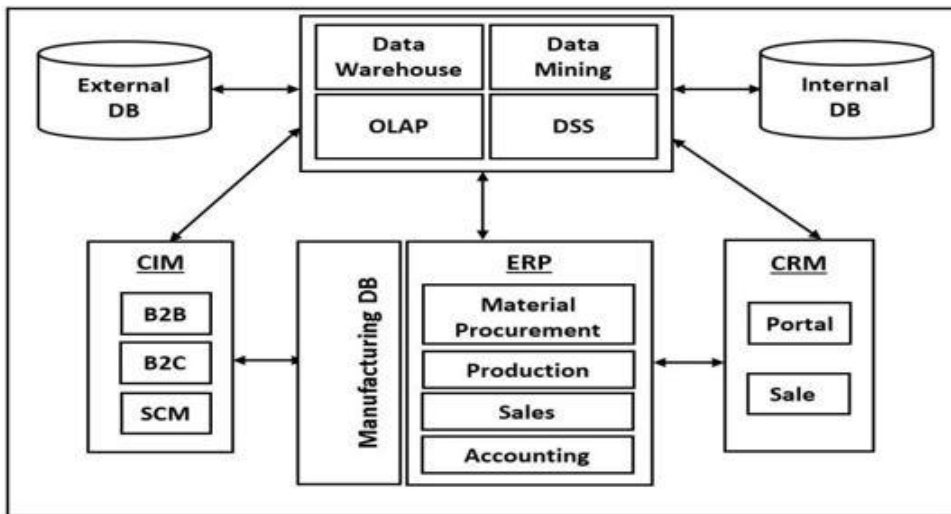 External
DB
Data
Warehouse
Data
Mining
OLAP
DSS
Internal
DB
CIM
B2B
B2C
SCM
Manufacturing DB
ERP
Material
Procurement
Production
Sales
Accounting
CRM
Portal
Sale